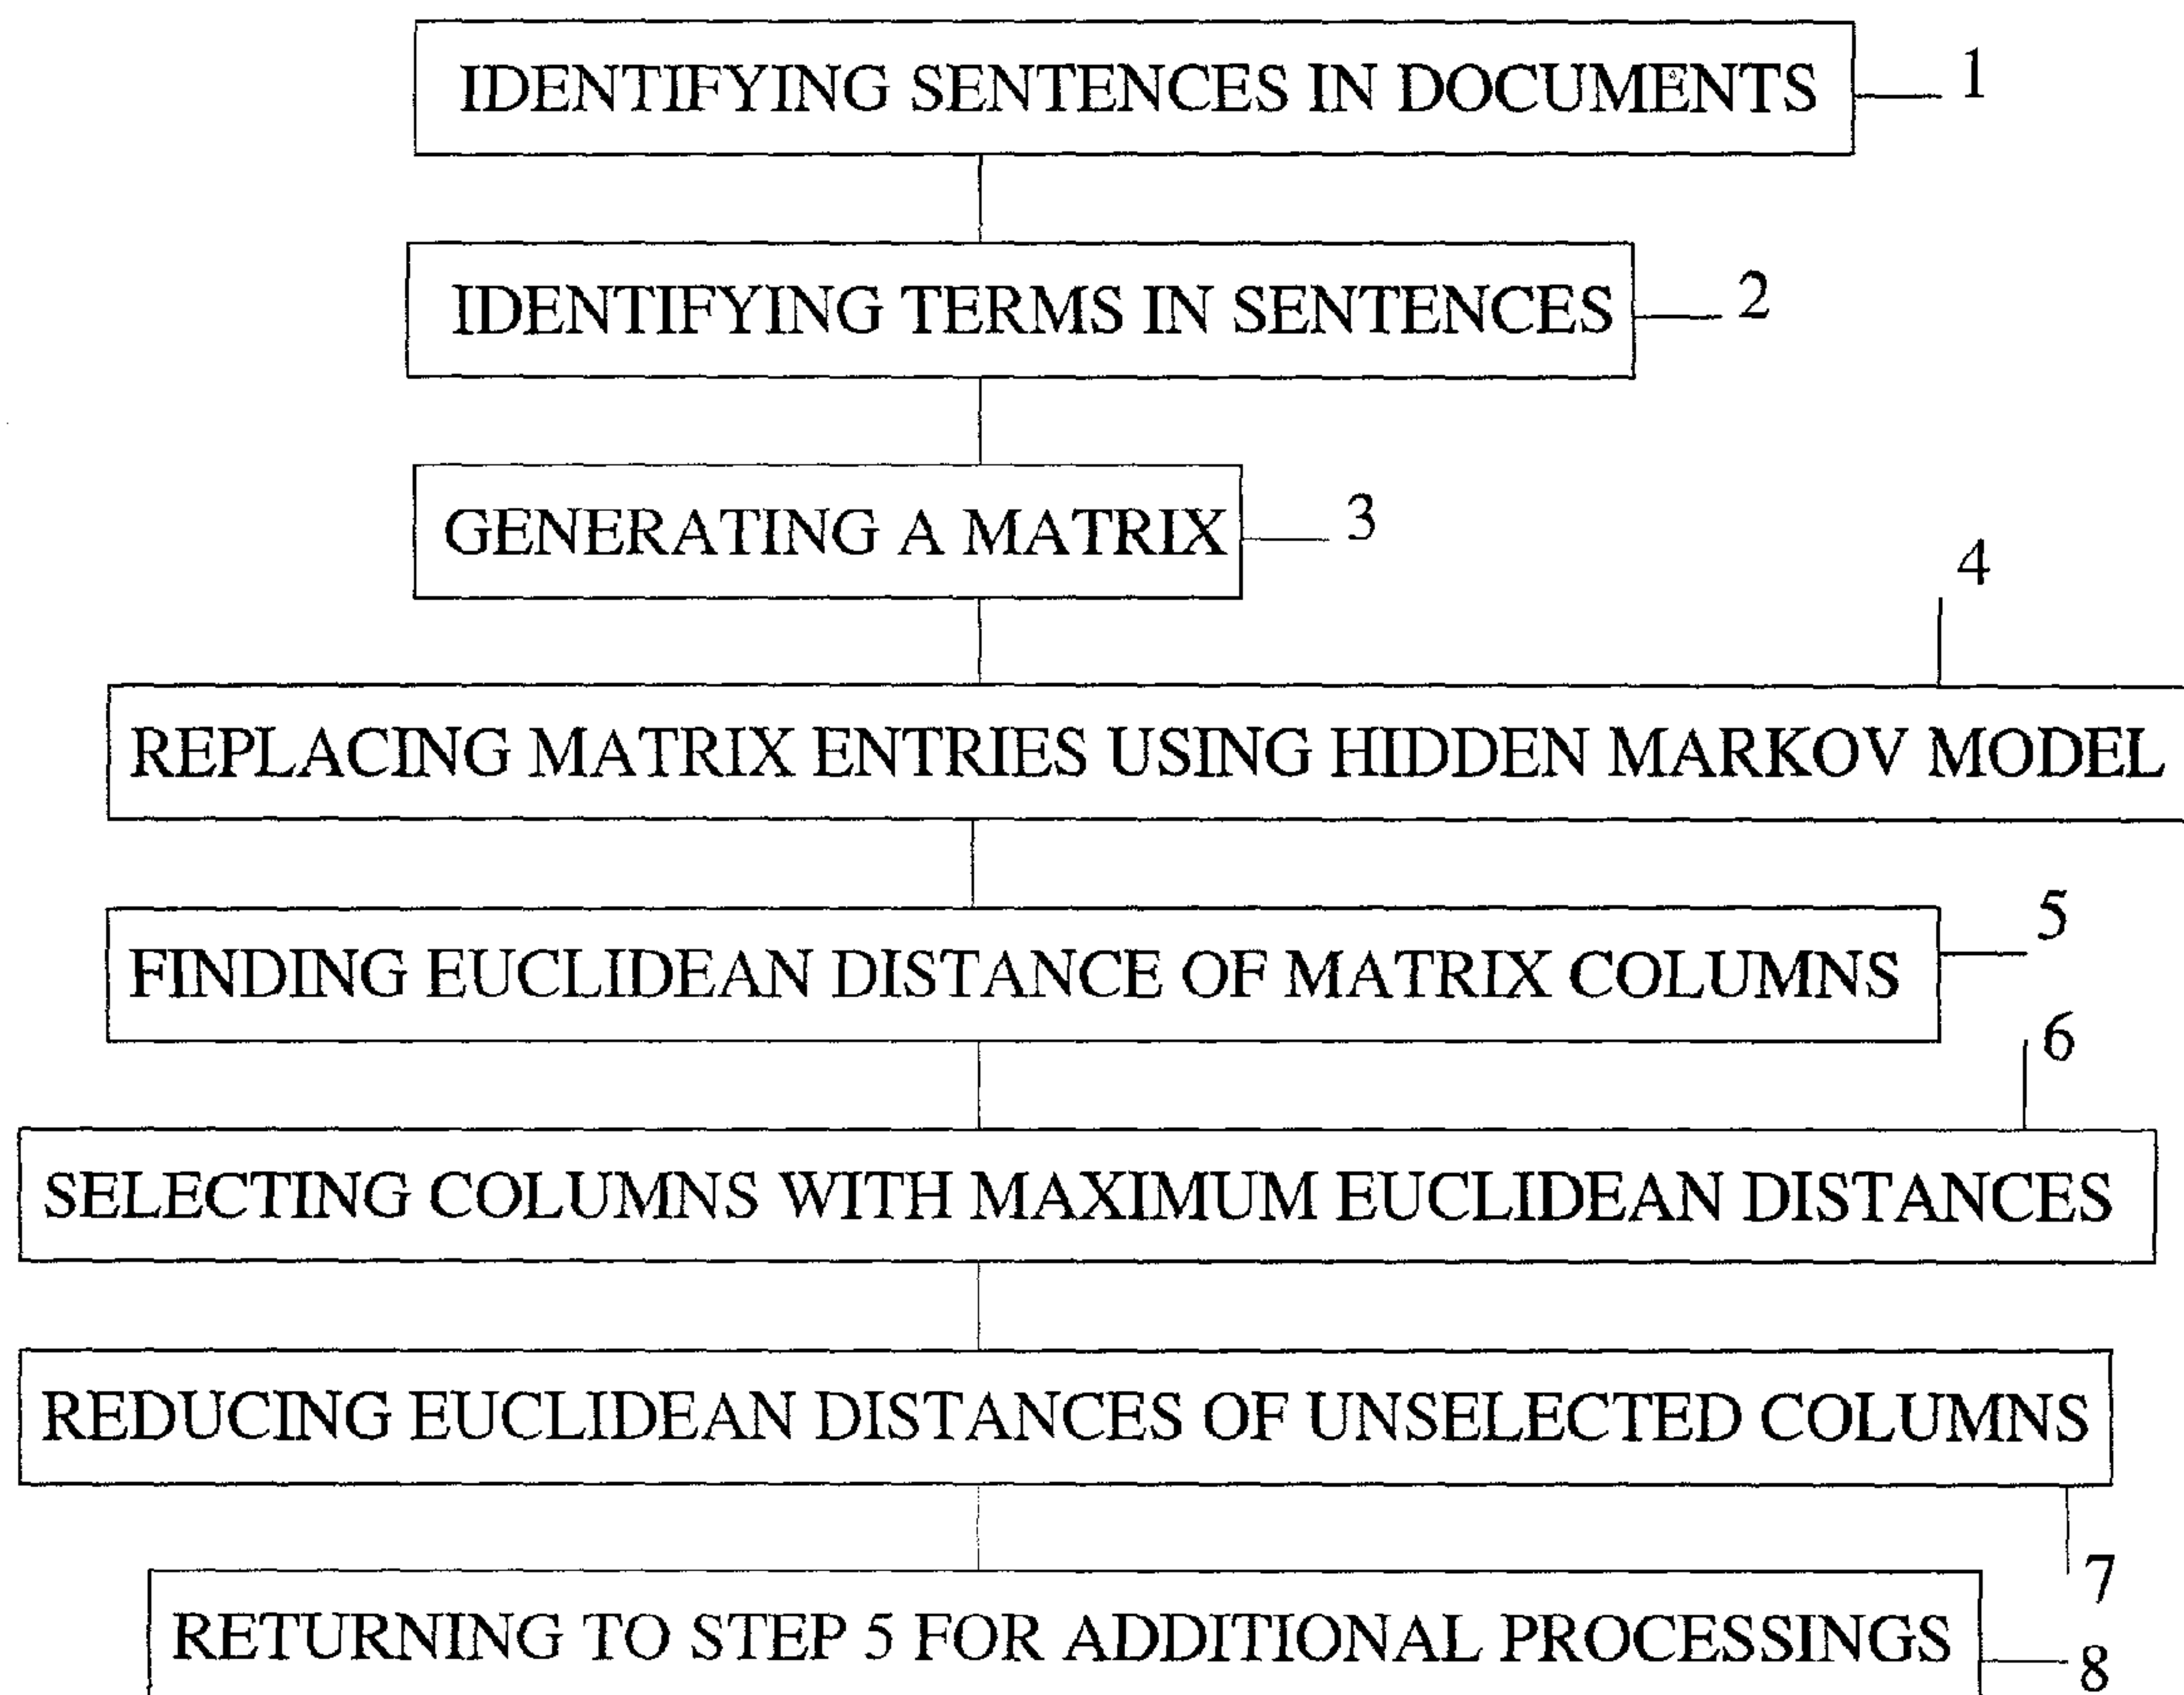 IDENTIFYING SENTENCES IN DOCUMENTS 1
IDENTIFYING TERMS IN SENTENCES 2
GENERATING A MATRIX 3
4
REPLACING MATRIX ENTRIES USING HIDDEN MARKOV MODEL
5
FINDING EUCLIDEAN DISTANCE OF MATRIX COLUMNS
6
SELECTING COLUMNS WITH MAXIMUM EUCLIDEAN DISTANCES
REDUCING EUCLIDEAN DISTANCES OF UNSELECTED COLUMNS
7
RETURNING TO STEP 5 FOR ADDITIONAL PROCESSINGS 8